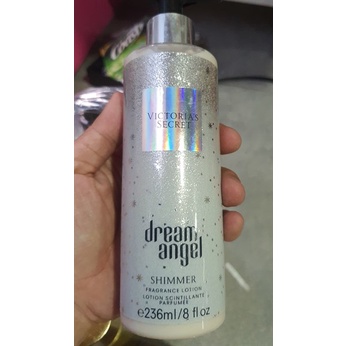 VICTORIA'S
SECRET
dream
angel
SHIMMER
FRAGRANCE LOTION
LOTION SCINTILLANTE
PARFUMÉE
℮236ml/8 fl oz